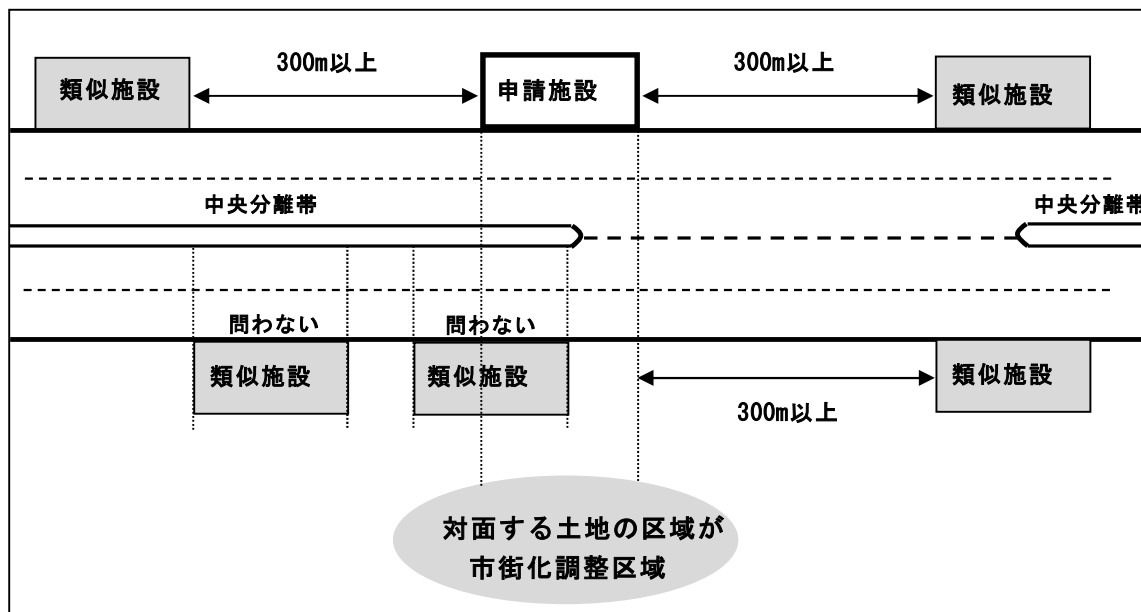 300m以上
300m以上
類似施設
申請施設
類似施設
中央分離帯
中央分離帯
問わない
問わない
類似施設
類似施設
類似施設
300m以上
対面する土地の区域が
市街化調整区域